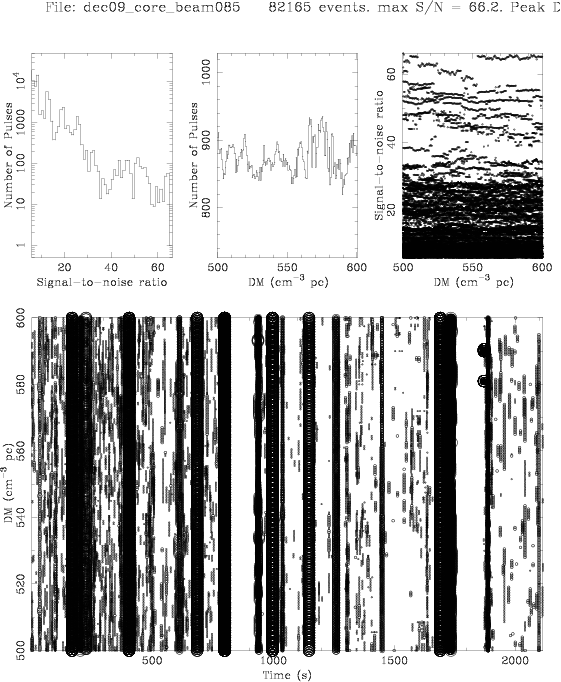 File: dec09_core_beam085 82165 events. max S/N = 66.2. Peak D
Number of Pulses
10⁴
1000
100
10
1
20 40 60
Signal-to-noise ratio
Number of Pulses
1000
900
800
500 550 600
DM (cm⁻³ pc)
Signal-to-noise ratio
60
40
20
500 550 600
DM (cm⁻³ pc)
DM (cm⁻³ pc)
600
580
560
540
520
500
500 1000 1500 2000
Time (s)